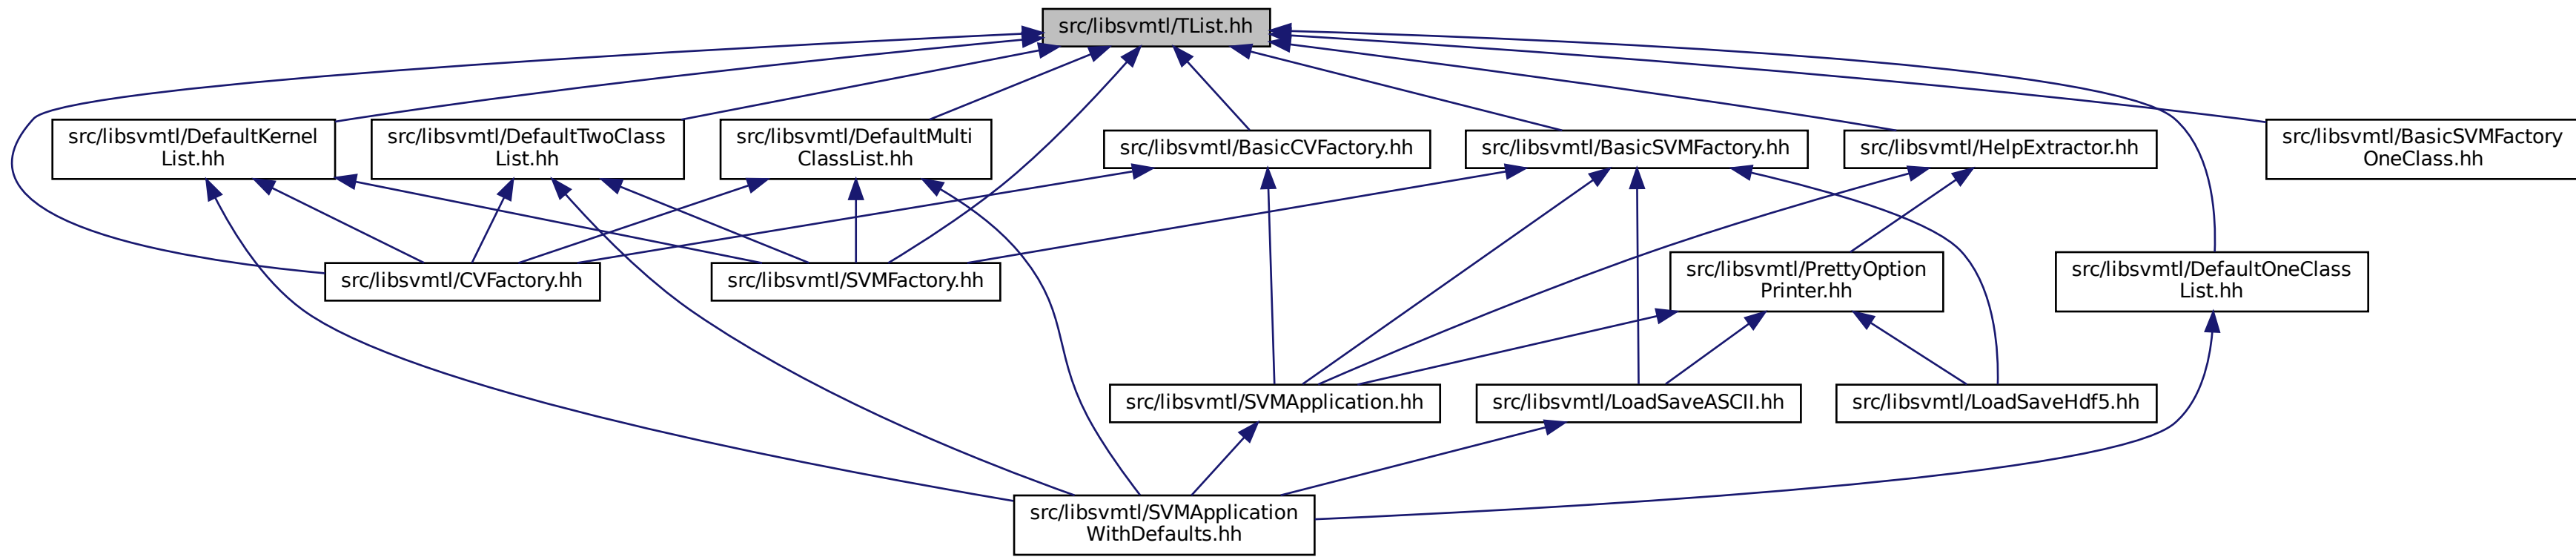 src/libsvmtl/TList.hh
src/libsvmtl/DefaultKernel
List.hh
src/libsvmtl/DefaultTwoClass
List.hh
src/libsvmtl/DefaultMulti
ClassList.hh
src/libsvmtl/BasicCVFactory.hh
src/libsvmtl/BasicSVMFactory.hh
src/libsvmtl/HelpExtractor.hh
src/libsvmtl/BasicSVMFactory
OneClass.hh
src/libsvmtl/CVFactory.hh
src/libsvmtl/SVMFactory.hh
src/libsvmtl/PrettyOption
Printer.hh
src/libsvmtl/DefaultOneClass
List.hh
src/libsvmtl/SVMApplication.hh
src/libsvmtl/LoadSaveASCII.hh
src/libsvmtl/LoadSaveHdf5.hh
src/libsvmtl/SVMApplication
WithDefaults.hh